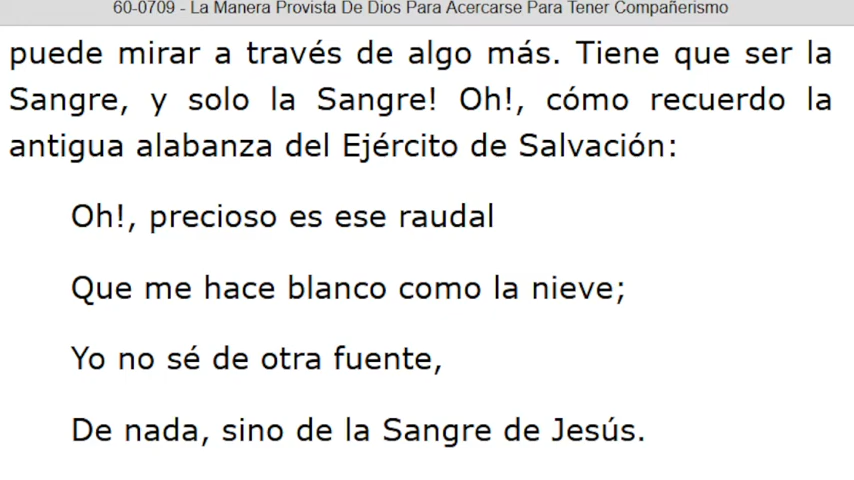 60-0709 - La Manera Provista De Dios Para Acercarse Para Tener Compañerismo
puede mirar a través de algo más. Tiene que ser la
Sangre, y solo la Sangre! Oh!, cómo recuerdo la
antigua alabanza del Ejército de Salvación:
Oh!, precioso es ese raudal
Que me hace blanco como la nieve;
Yo no sé de otra fuente,
De nada, sino de la Sangre de Jesús.